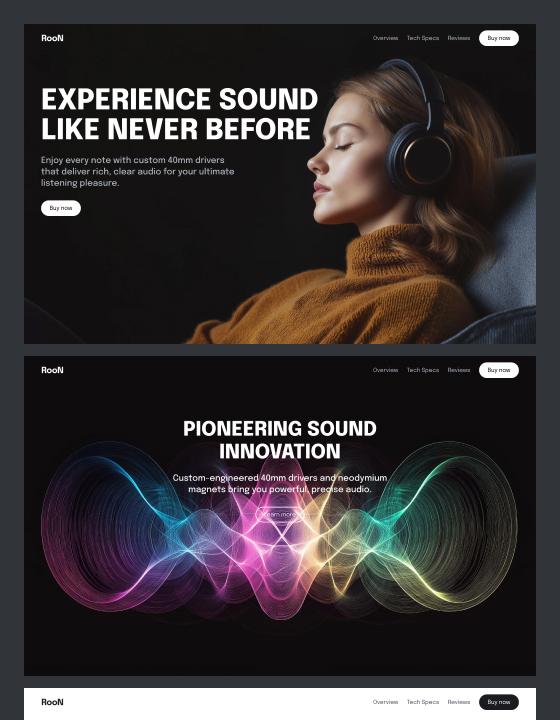 RooN
Overview Tech Specs Reviews Buy now
EXPERIENCE SOUND
LIKE NEVER BEFORE
Enjoy every note with custom 40mm drivers
that deliver rich, clear audio for your ultimate
listening pleasure.
Buy now
RooN
Overview Tech Specs Reviews Buy now
PIONEERING SOUND
INNOVATION
Custom-engineered 40mm drivers and neodymium
magnets bring you powerful, precise audio.
Learn more
RooN
Overview Tech Specs Reviews Buy now